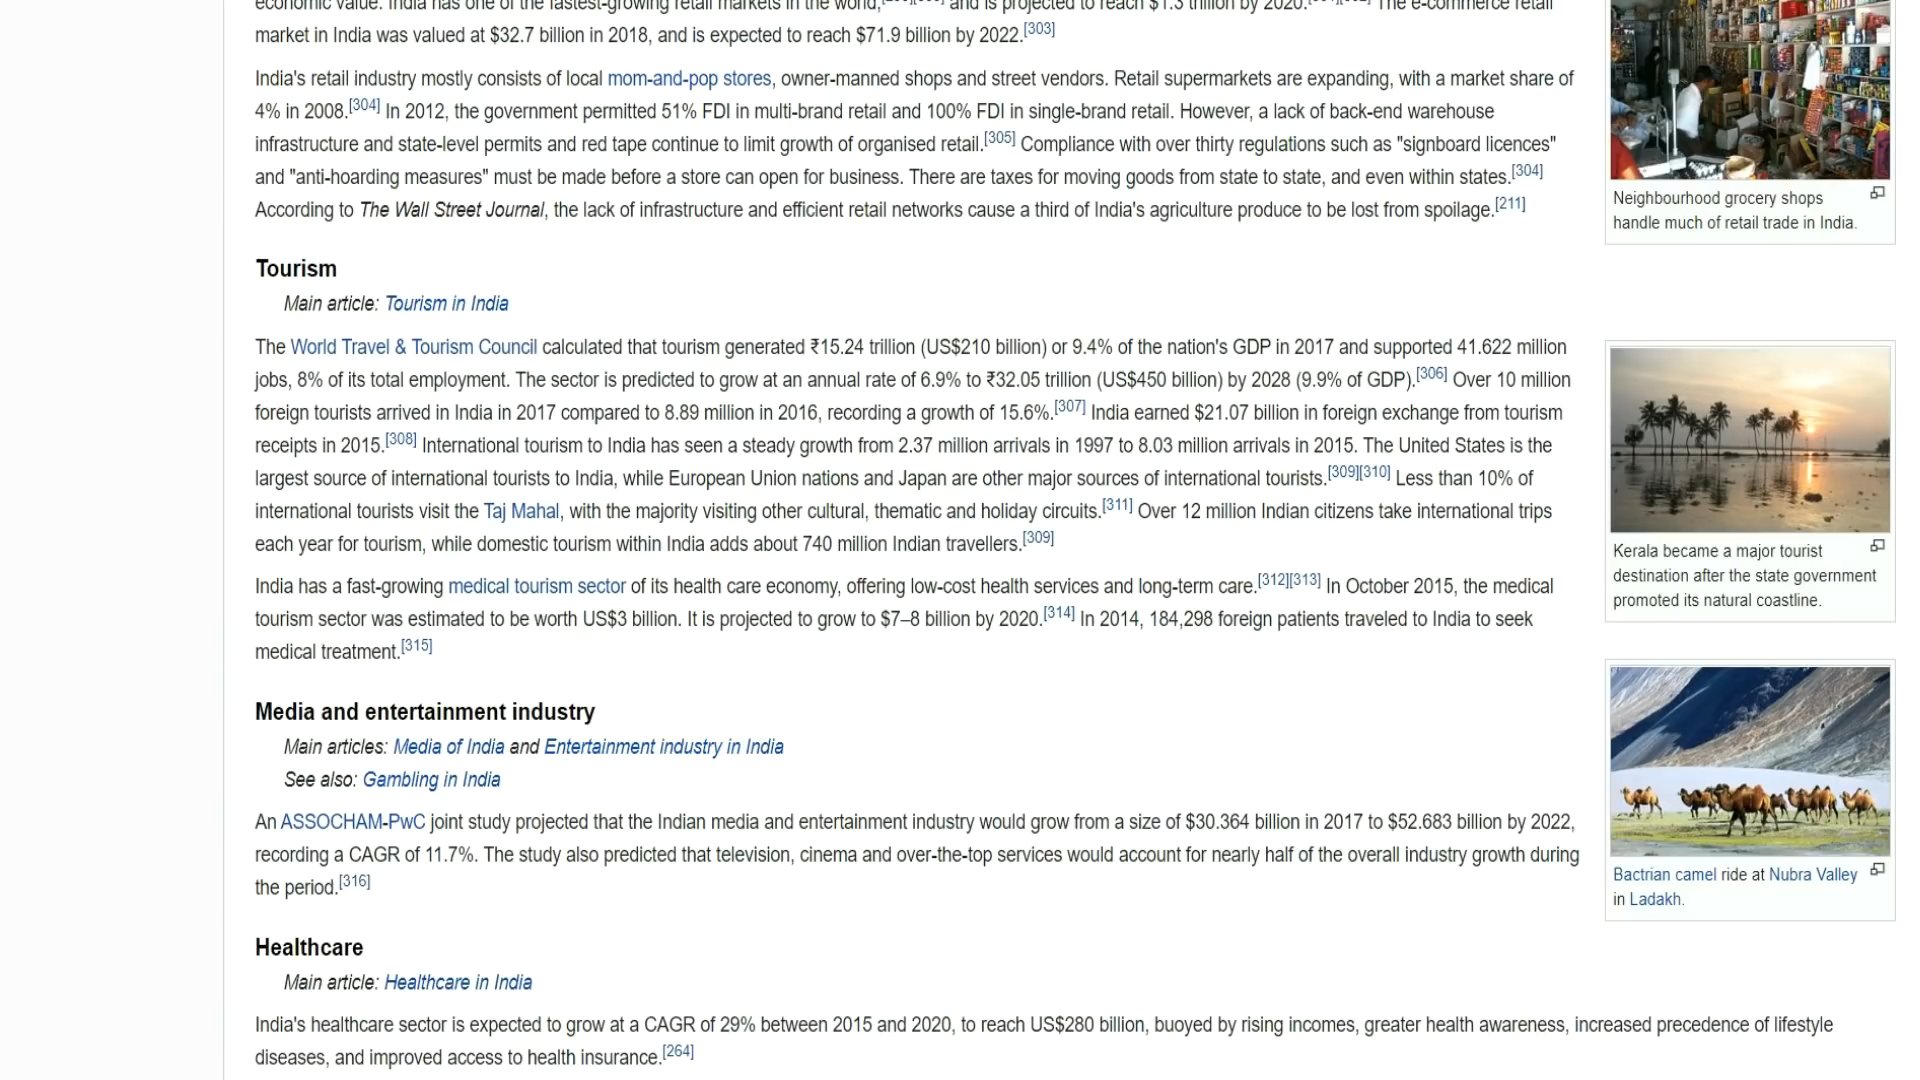 economic value. India has one of the fastest-growing retail markets in the world, and is projected to reach $1.3 trillion by 2020. The e-commerce retail
market in India was valued at $32.7 billion in 2018, and is expected to reach $71.9 billion by 2022.[303]
India's retail industry mostly consists of local mom-and-pop stores, owner-manned shops and street vendors. Retail supermarkets are expanding, with a market share of
4% in 2008.[304] In 2012, the government permitted 51% FDI in multi-brand retail and 100% FDI in single-brand retail. However, a lack of back-end warehouse
infrastructure and state-level permits and red tape continue to limit growth of organised retail.[305] Compliance with over thirty regulations such as "signboard licences"
and "anti-hoarding measures" must be made before a store can open for business. There are taxes for moving goods from state to state, and even within states.[304]
According to The Wall Street Journal, the lack of infrastructure and efficient retail networks cause a third of India's agriculture produce to be lost from spoilage.[211]
Neighbourhood grocery shops
handle much of retail trade in India.
Tourism
Main article: Tourism in India
The World Travel & Tourism Council calculated that tourism generated ₹15.24 trillion (US$210 billion) or 9.4% of the nation's GDP in 2017 and supported 41.622 million
jobs, 8% of its total employment. The sector is predicted to grow at an annual rate of 6.9% to ₹32.05 trillion (US$450 billion) by 2028 (9.9% of GDP).[306] Over 10 million
foreign tourists arrived in India in 2017 compared to 8.89 million in 2016, recording a growth of 15.6%.[307] India earned $21.07 billion in foreign exchange from tourism
receipts in 2015.[308] International tourism to India has seen a steady growth from 2.37 million arrivals in 1997 to 8.03 million arrivals in 2015. The United States is the
largest source of international tourists to India, while European Union nations and Japan are other major sources of international tourists.[309][310] Less than 10% of
international tourists visit the Taj Mahal, with the majority visiting other cultural, thematic and holiday circuits.[311] Over 12 million Indian citizens take international trips
each year for tourism, while domestic tourism within India adds about 740 million Indian travellers.[309]
Kerala became a major tourist
destination after the state government
promoted its natural coastline.
India has a fast-growing medical tourism sector of its health care economy, offering low-cost health services and long-term care.[312][313] In October 2015, the medical
tourism sector was estimated to be worth US$3 billion. It is projected to grow to $7–8 billion by 2020.[314] In 2014, 184,298 foreign patients traveled to India to seek
medical treatment.[315]
Media and entertainment industry
Main articles: Media of India and Entertainment industry in India
See also: Gambling in India
An ASSOCHAM-PwC joint study projected that the Indian media and entertainment industry would grow from a size of $30.364 billion in 2017 to $52.683 billion by 2022,
recording a CAGR of 11.7%. The study also predicted that television, cinema and over-the-top services would account for nearly half of the overall industry growth during
the period.[316]
Bactrian camel ride at Nubra Valley
in Ladakh.
Healthcare
Main article: Healthcare in India
India's healthcare sector is expected to grow at a CAGR of 29% between 2015 and 2020, to reach US$280 billion, buoyed by rising incomes, greater health awareness, increased precedence of lifestyle
diseases, and improved access to health insurance.[264]